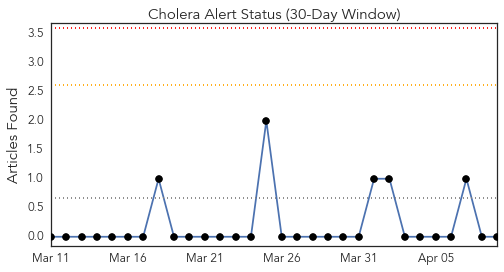 Cholera Alert Status (30-Day Window)
Articles Found
3.5
3.0
2.5
2.0
1.5
1.0
0.5
0.0
Mar 11 Mar 16 Mar 21 Mar 26 Mar 31 Apr 05